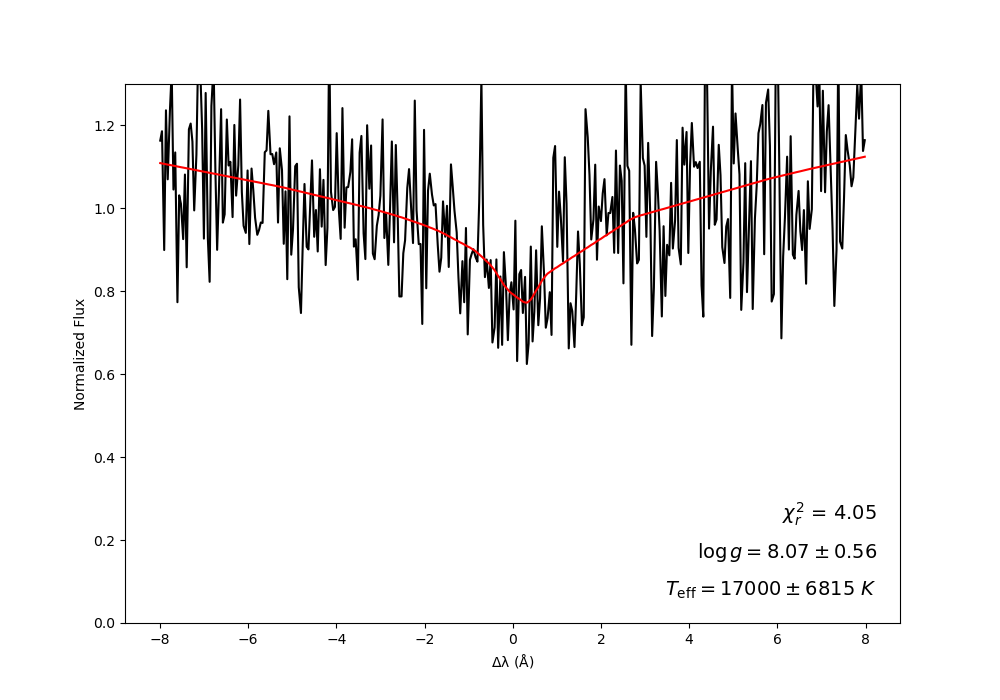 1.2
1.0
0.8
0.6
0.4
0.2
0.0
Normalized Flux
χ²ᵣ = 4.05
log g = 8.07 ± 0.56
T_eff = 17000 ± 6815 K
−8 −6 −4 −2 0 2 4 6 8
Δλ (Å)